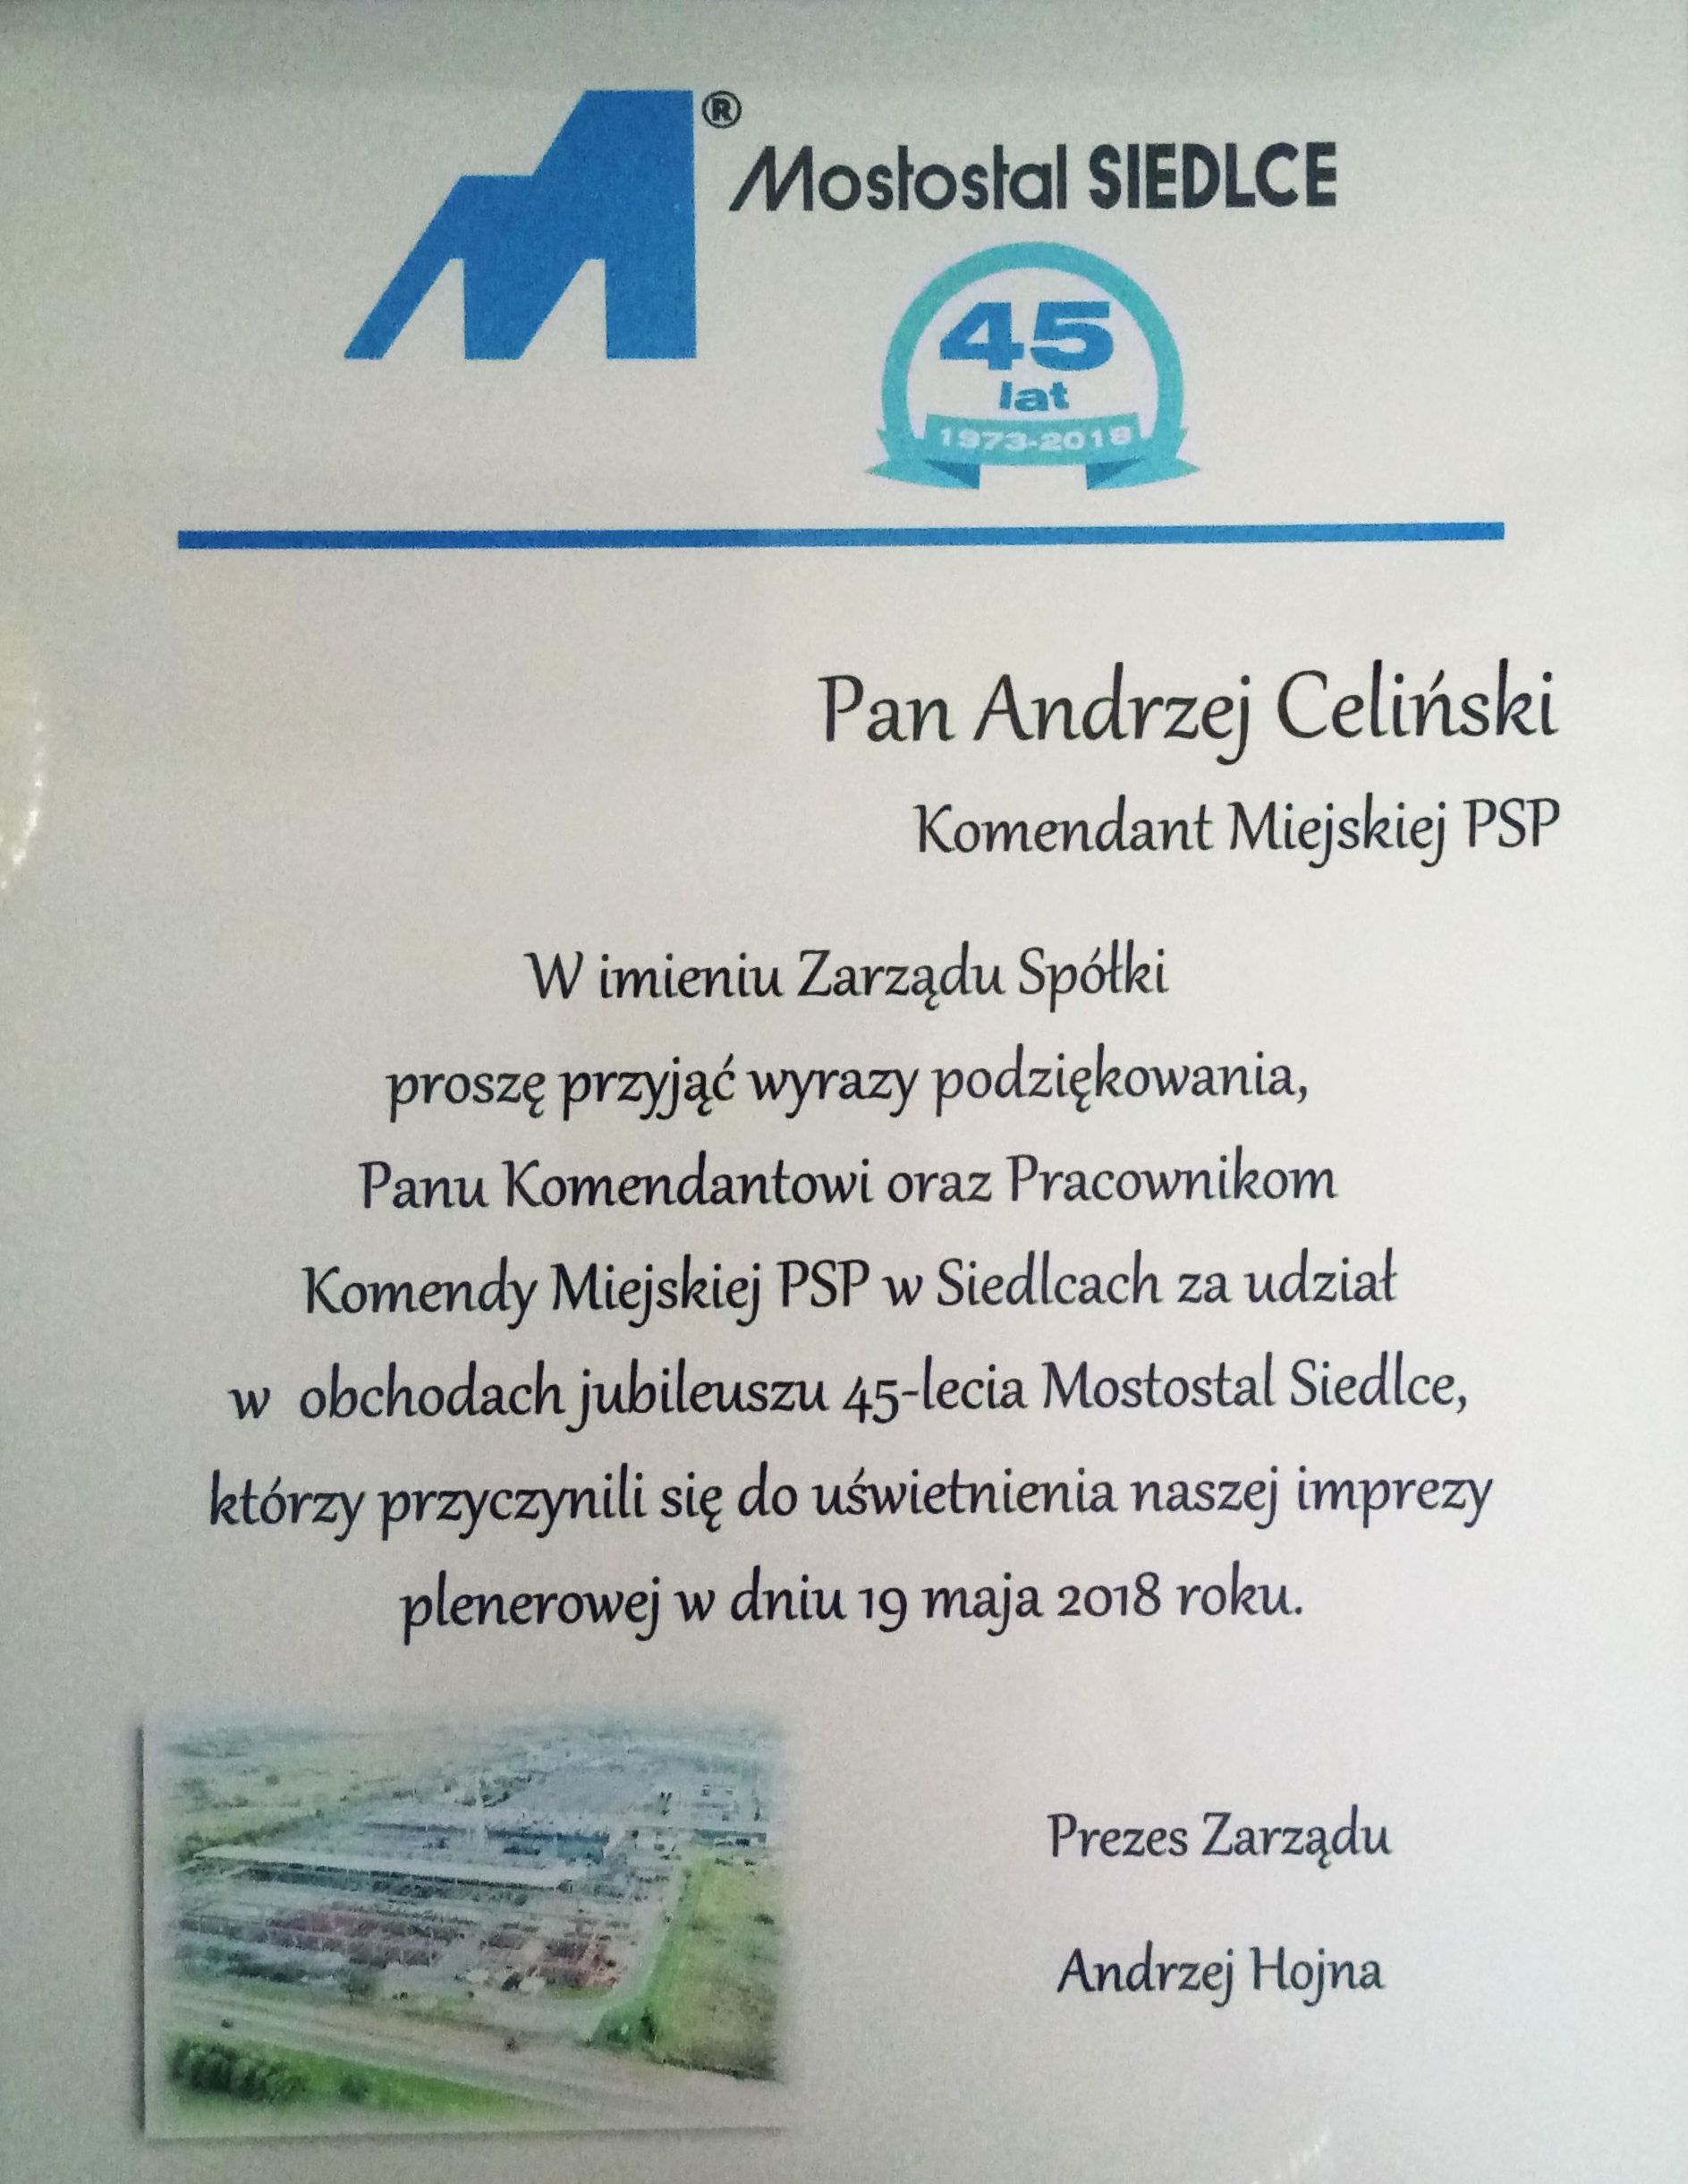 ®
Mostostal SIEDLCE
45
lat
1973-2018
Pan Andrzej Celiński
Komendant Miejskiej PSP
W imieniu Zarządu Spółki
proszę przyjąć wyrazy podziękowania,
Panu Komendantowi oraz Pracownikom
Komendy Miejskiej PSP w Siedlcach za udział
w obchodach jubileuszu 45-lecia Mostostal Siedlce,
którzy przyczynili się do uświetnienia naszej imprezy
plenerowej w dniu 19 maja 2018 roku.
Prezes Zarządu
Andrzej Hojna